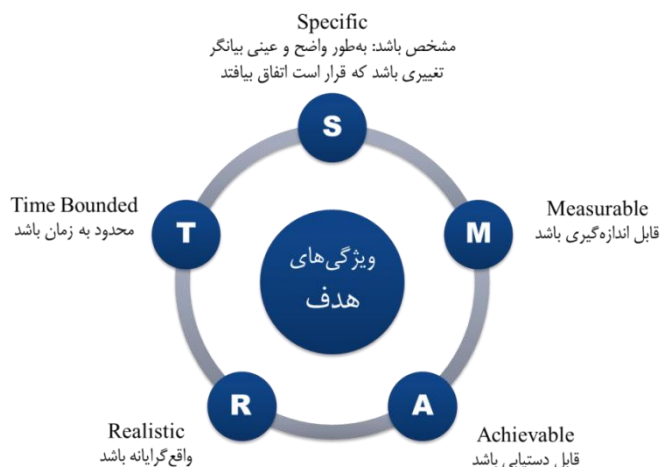 Specific
مشخص باشد: به‌طور واضح و عینی بیانگر
تغییری باشد که قرار است اتفاق بیافتد
S
Time Bounded
محدود به زمان باشد
T
ویژگی‌های
هدف
M
Measurable
قابل اندازه‌گیری باشد
R
A
Realistic
واقع‌گرایانه باشد
Achievable
قابل دستیابی باشد